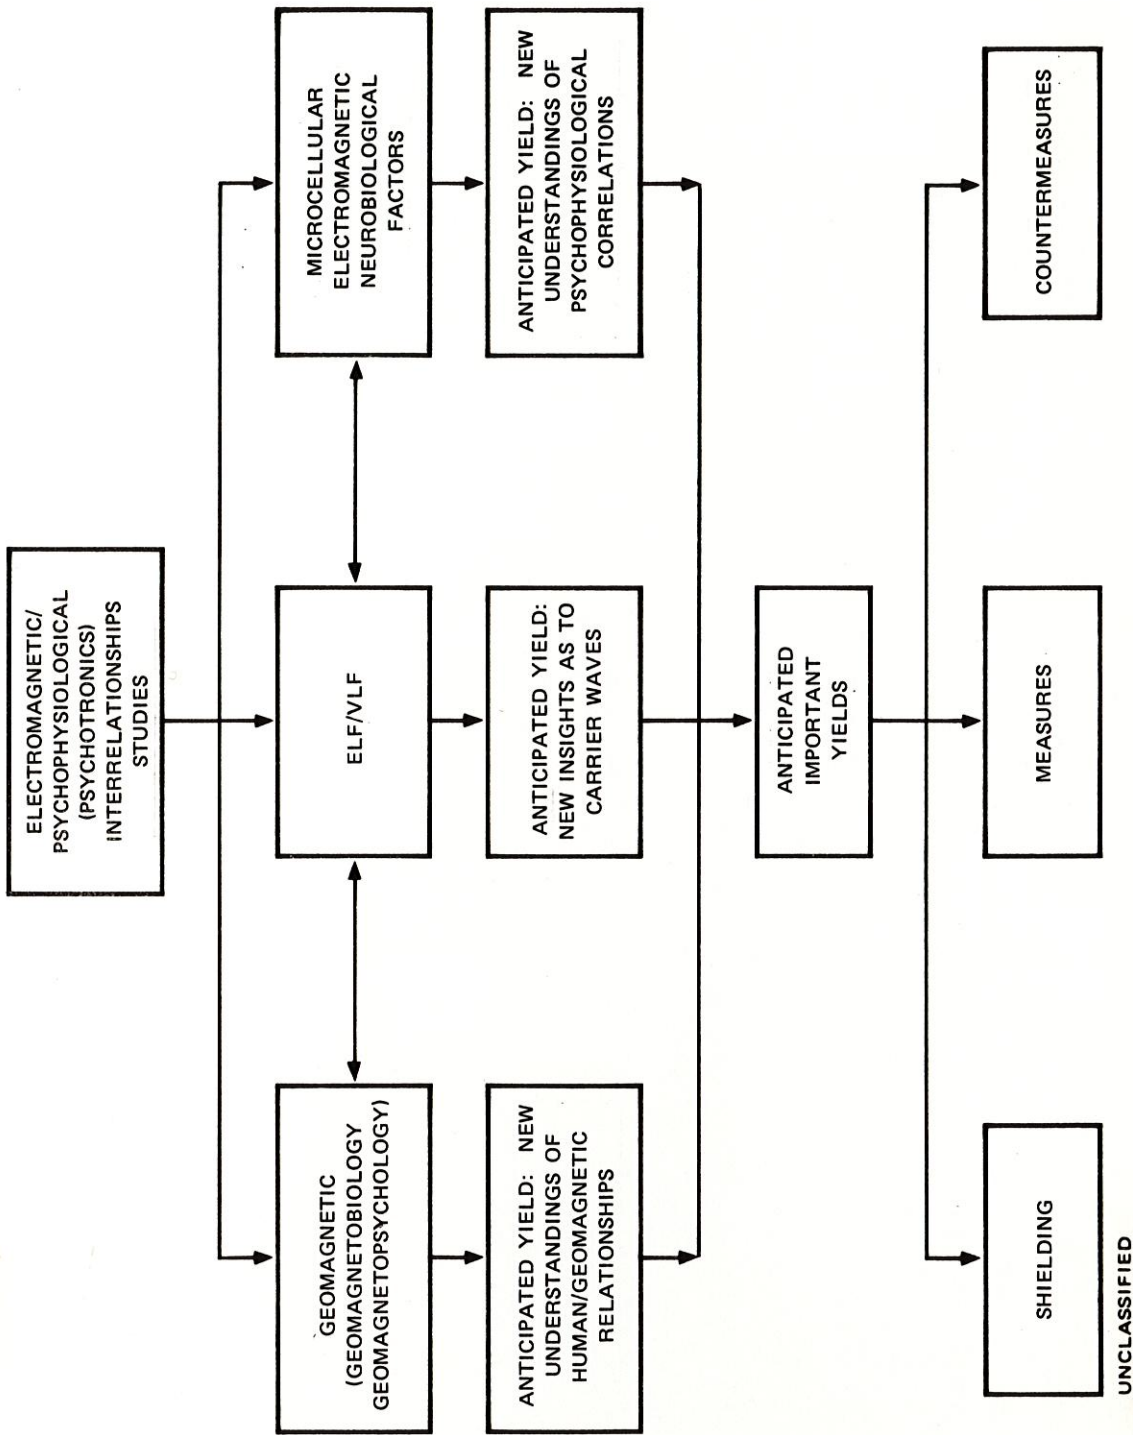 ELECTROMAGNETIC/
PSYCHOPHYSIOLOGICAL
(PSYCHOTRONICS)
INTERRELATIONSHIPS
STUDIES
GEOMAGNETIC
(GEOMAGNETOBIOLOGY
GEOMAGNETOPSYCHOLOGY)
ELF/VLF
MICROCELLULAR
ELECTROMAGNETIC
NEUROBIOLOGICAL
FACTORS
ANTICIPATED YIELD: NEW
UNDERSTANDINGS OF
HUMAN/GEOMAGNETIC
RELATIONSHIPS
ANTICIPATED YIELD:
NEW INSIGHTS AS TO
CARRIER WAVES
ANTICIPATED YIELD: NEW
UNDERSTANDINGS OF
PSYCHOPHYSIOLOGICAL
CORRELATIONS
ANTICIPATED
IMPORTANT
YIELDS
SHIELDING
MEASURES
COUNTERMEASURES
UNCLASSIFIED